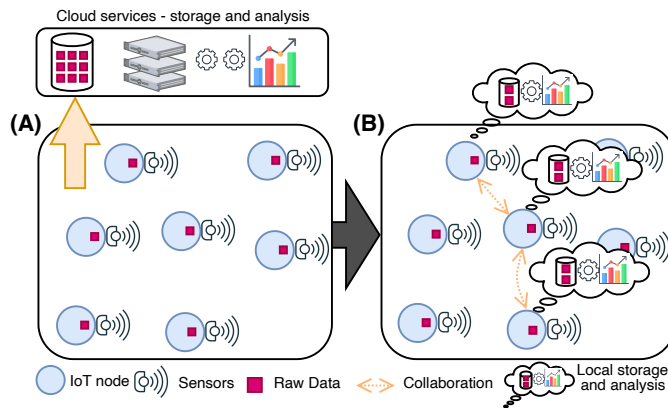 Cloud services - storage and analysis
(A)
(B)
IoT node
Sensors
Raw Data
Collaboration
Local storage
and analysis